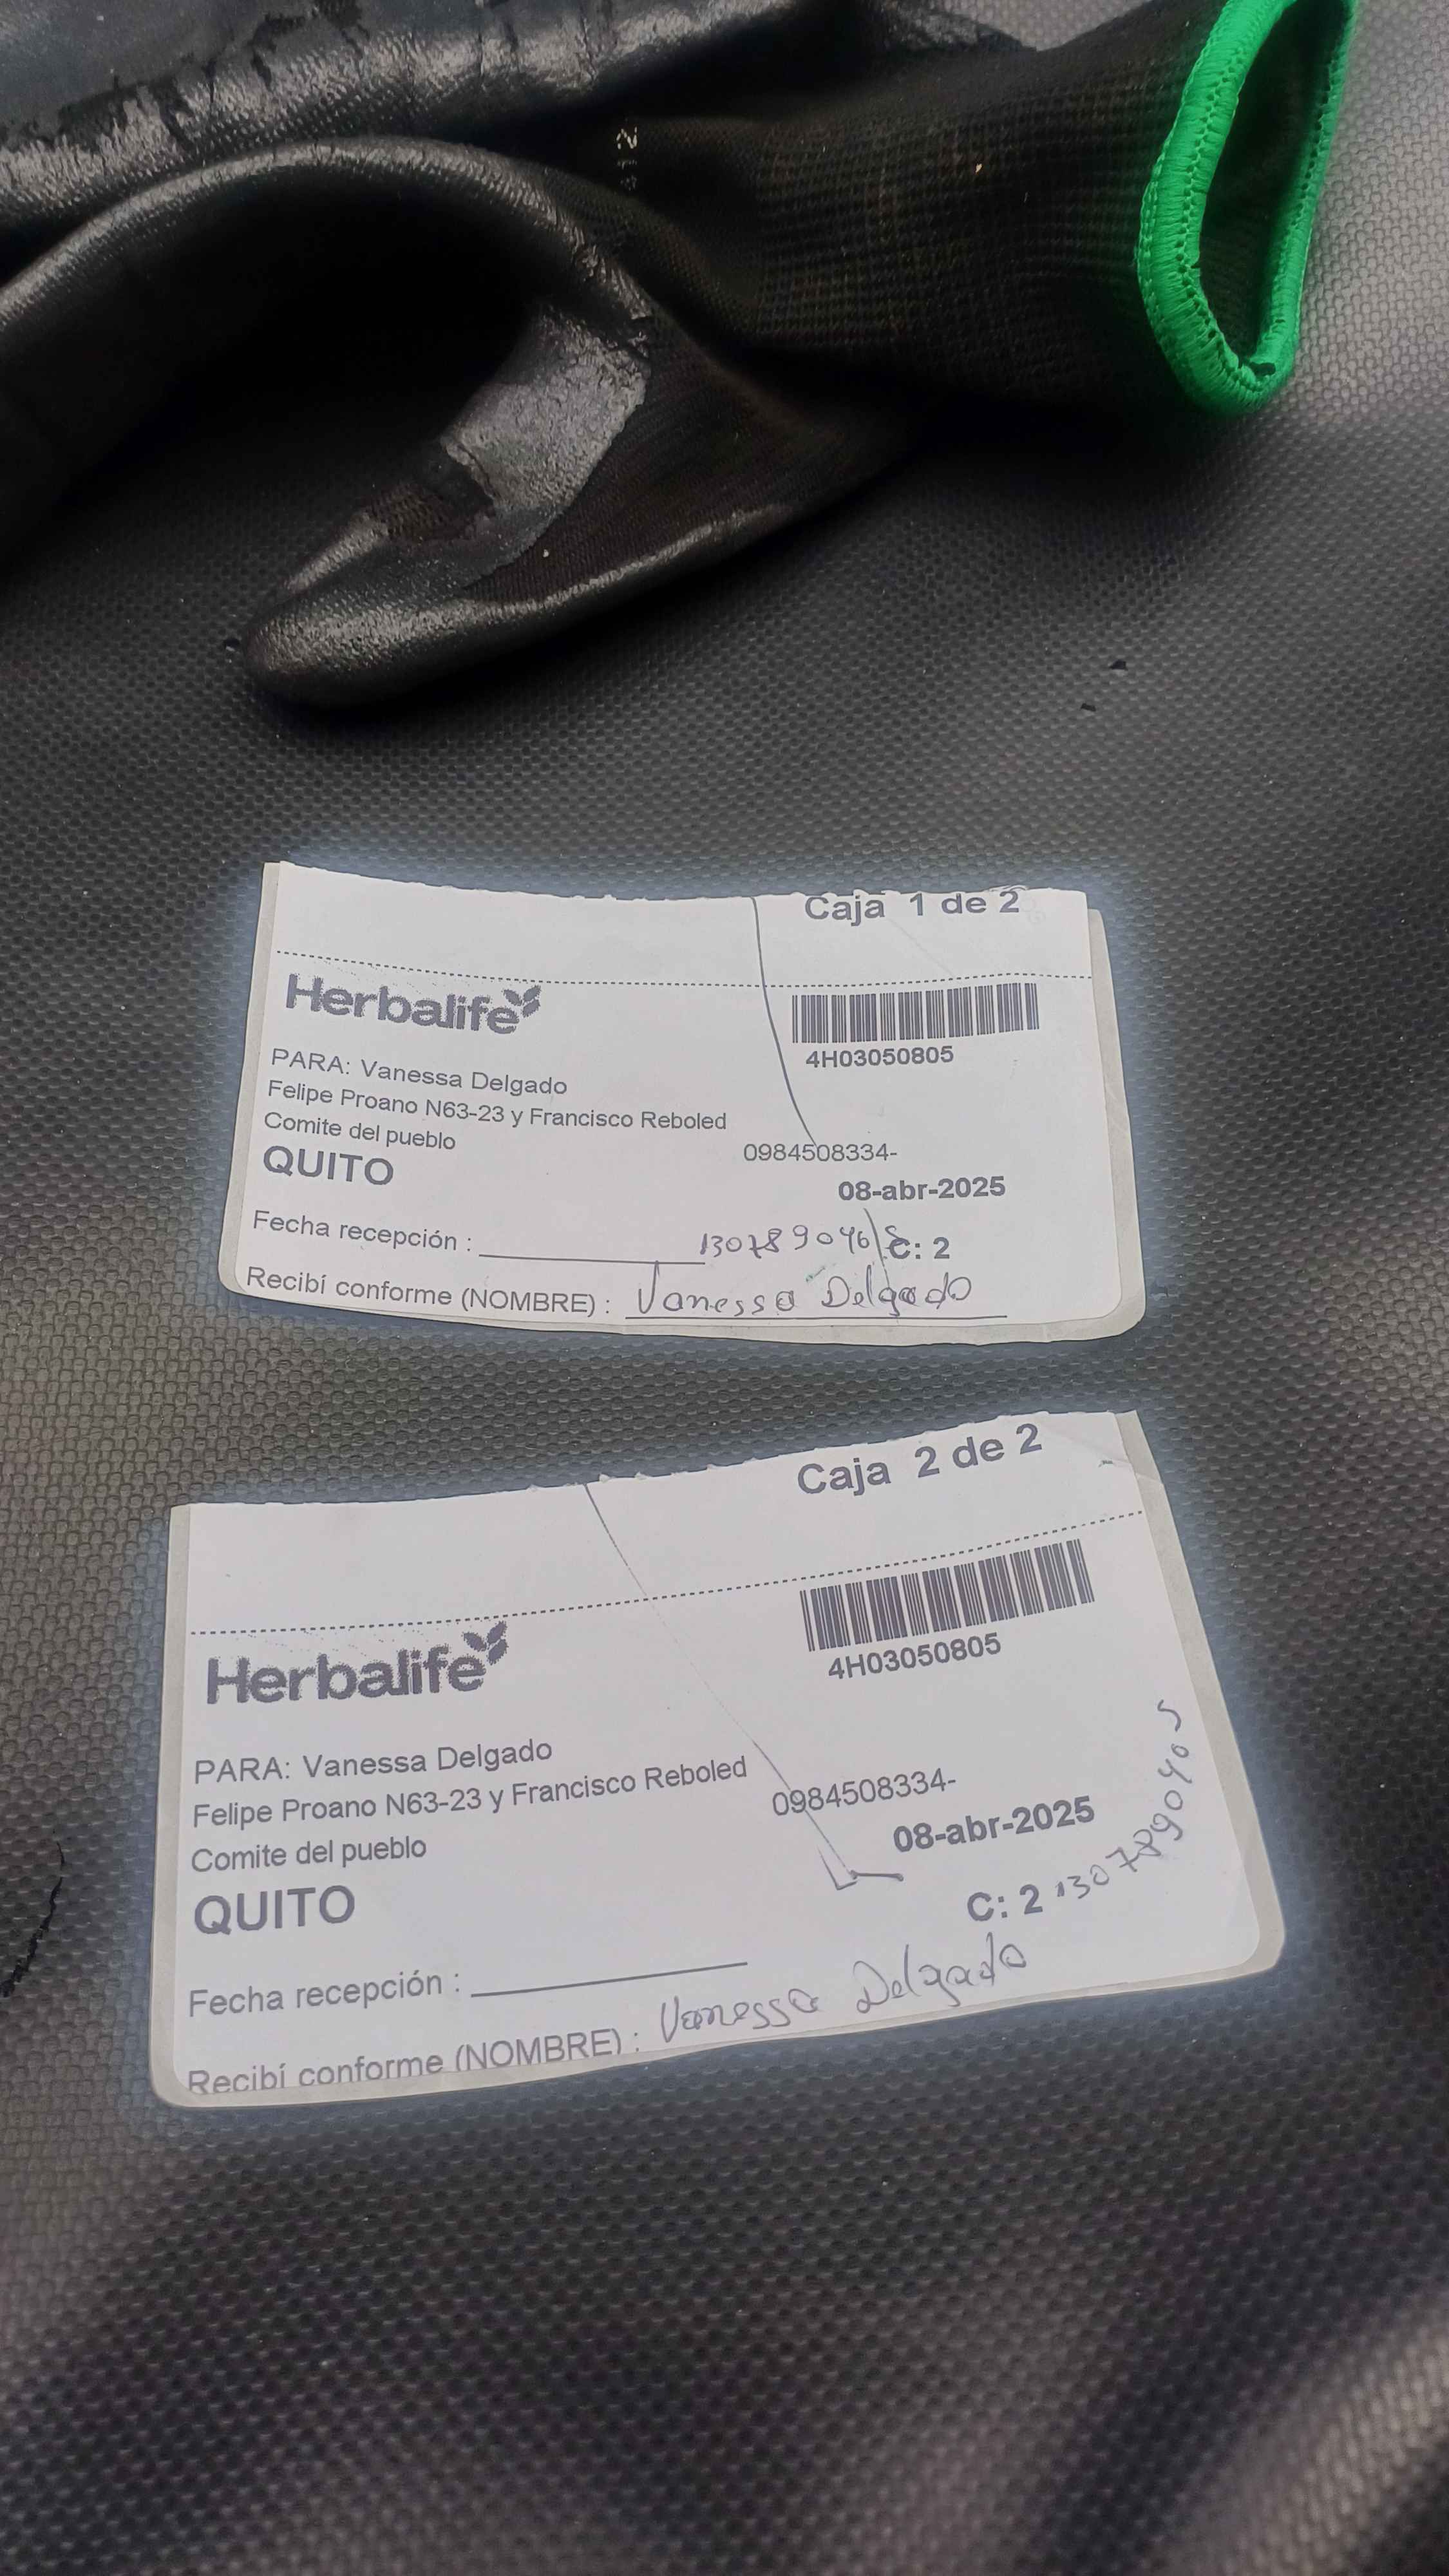 Caja 1 de 2
Herbalife
4H03050805
PARA: Vanessa Delgado
Felipe Proano N63-23 y Francisco Reboled
Comite del pueblo
0984508334-
QUITO
08-abr-2025
Fecha recepción :
C: 2
Recibí conforme (NOMBRE) : Vanessa Delgado
Caja 2 de 2
Herbalife
4H03050805
PARA: Vanessa Delgado
Felipe Proano N63-23 y Francisco Reboled
0984508334-
Comite del pueblo
08-abr-2025
QUITO
C: 2
Fecha recepción :
Recibí conforme (NOMBRE) : Vanessa Delgado